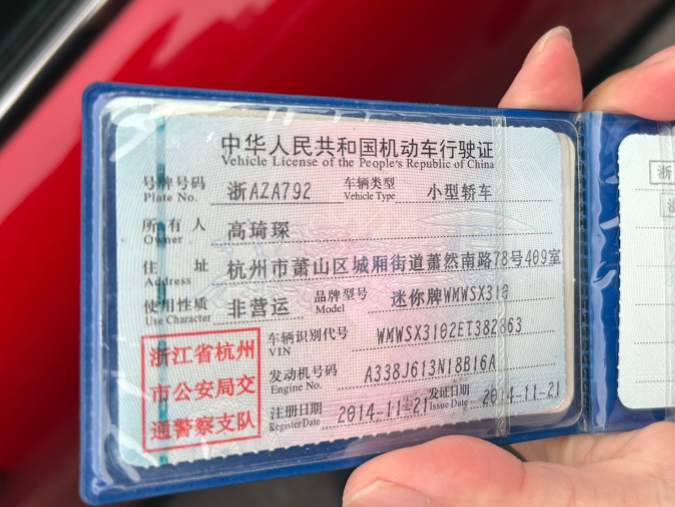 中华人民共和国机动车行驶证
Vehicle License of the People's Republic of China
号牌号码 浙AZA792 车辆类型 小型轿车
Plate No. Vehicle Type
所有人 高琦琛
Owner
住址 杭州市萧山区城厢街道萧然南路78号409室
Address
使用性质 非营运 品牌型号 迷你牌WMWSX310
Use Character Model
车辆识别代号 WMWSX3102ET382863
VIN
发动机号码 A338J613N18B16A
Engine No.
注册日期 2014-11-21 发证日期 2014-11-21
Register Date Issue Date
浙江省杭州
市公安局交
通警察支队
浙